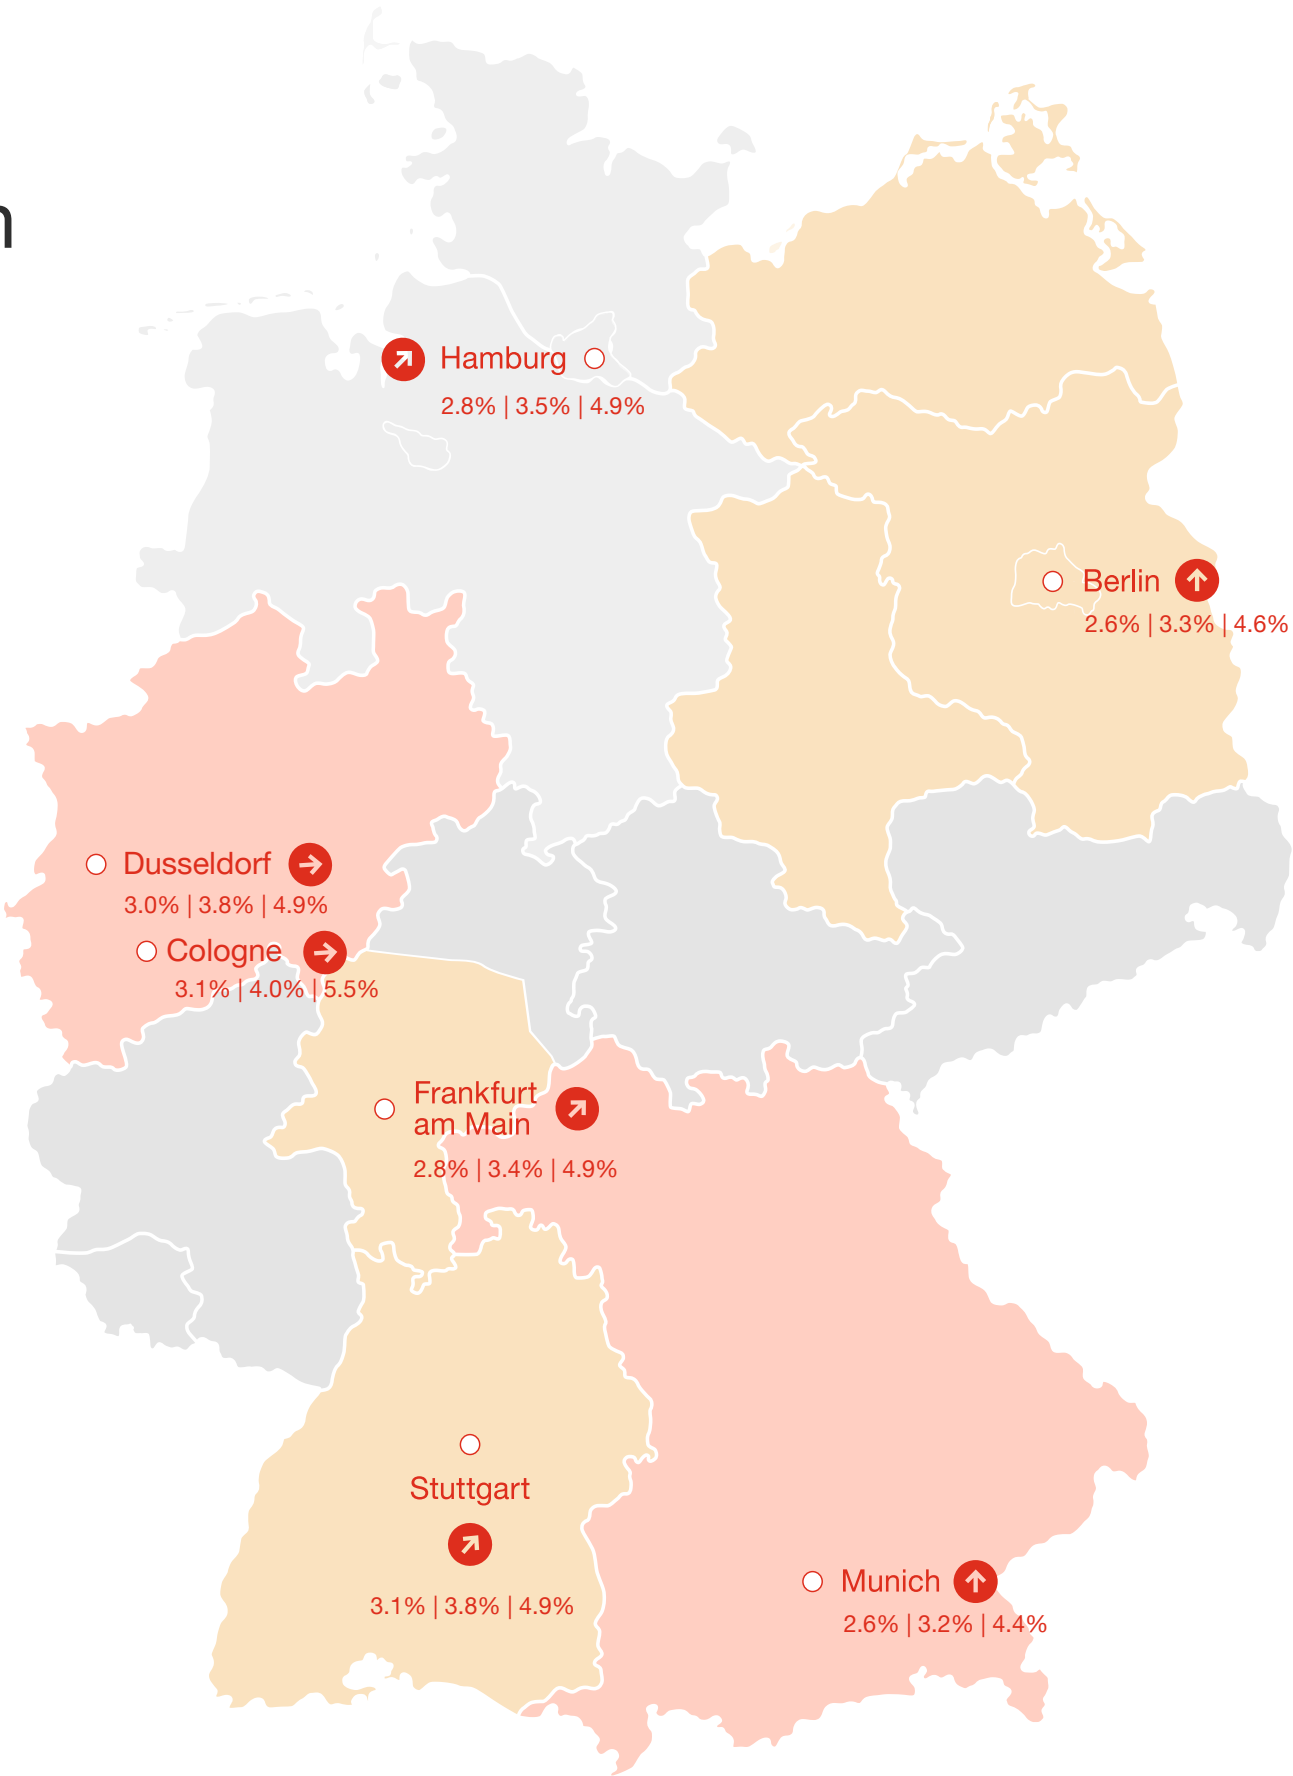 n
Hamburg
2.8% | 3.5% | 4.9%
Berlin
2.6% | 3.3% | 4.6%
Dusseldorf
3.0% | 3.8% | 4.9%
Cologne
3.1% | 4.0% | 5.5%
Frankfurt
am Main
2.8% | 3.4% | 4.9%
Stuttgart
3.1% | 3.8% | 4.9%
Munich
2.6% | 3.2% | 4.4%